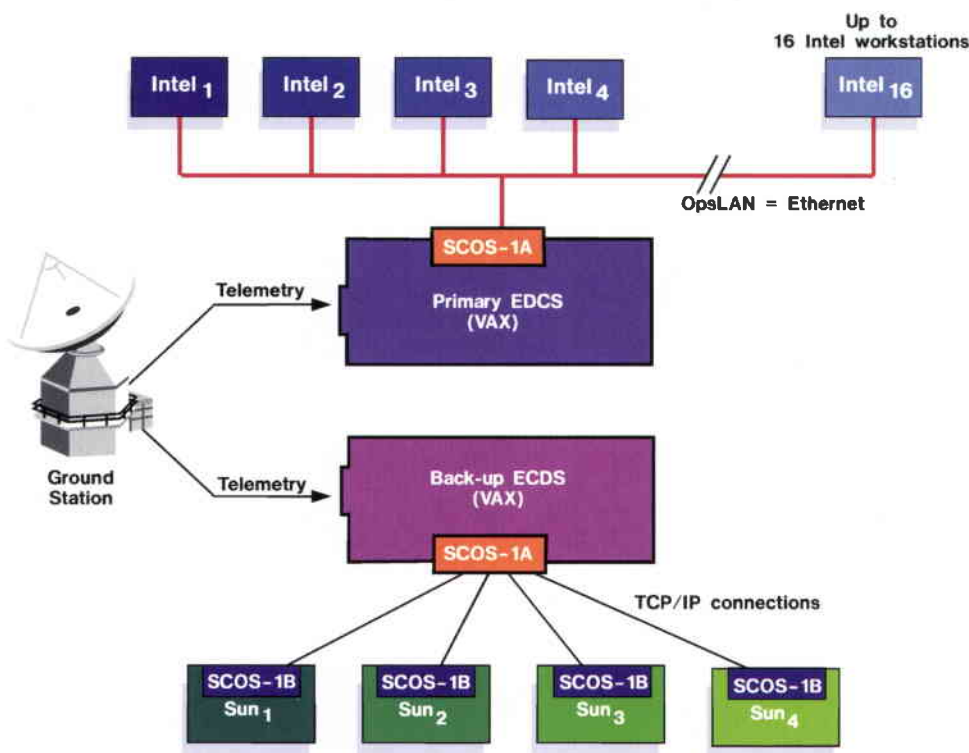 Up to
16 Intel workstations
Intel 1
Intel 2
Intel 3
Intel 4
Intel 16
OpsLAN = Ethernet
SCOS-1A
Primary EDCS
(VAX)
Telemetry
Ground
Station
Telemetry
Back-up ECDS
(VAX)
SCOS-1A
TCP/IP connections
SCOS-1B
Sun 1
SCOS-1B
Sun 2
SCOS-1B
Sun 3
SCOS-1B
Sun 4